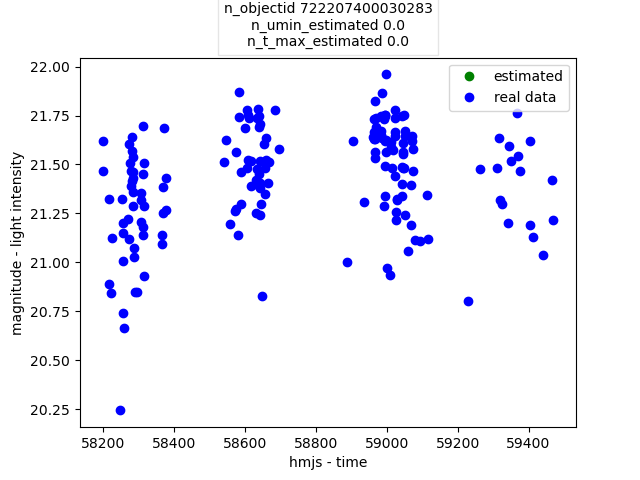 n_objectid 722207400030283
n_umin_estimated 0.0
n_t_max_estimated 0.0
estimated
real data
22.00
21.75
21.50
21.25
21.00
20.75
20.50
20.25
magnitude - light intensity
58200 58400 58600 58800 59000 59200 59400
hmjs - time